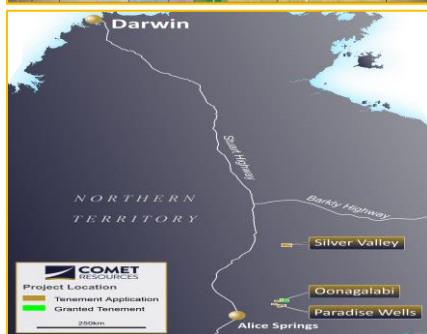 Darwin
Stuart Highway
NORTHERN
TERRITORY
Barkly Highway
Silver Valley
COMET
RESOURCES
Project Location
Tenement Application
Granted Tenement
250km
Oonagalabi
Paradise Wells
Alice Springs